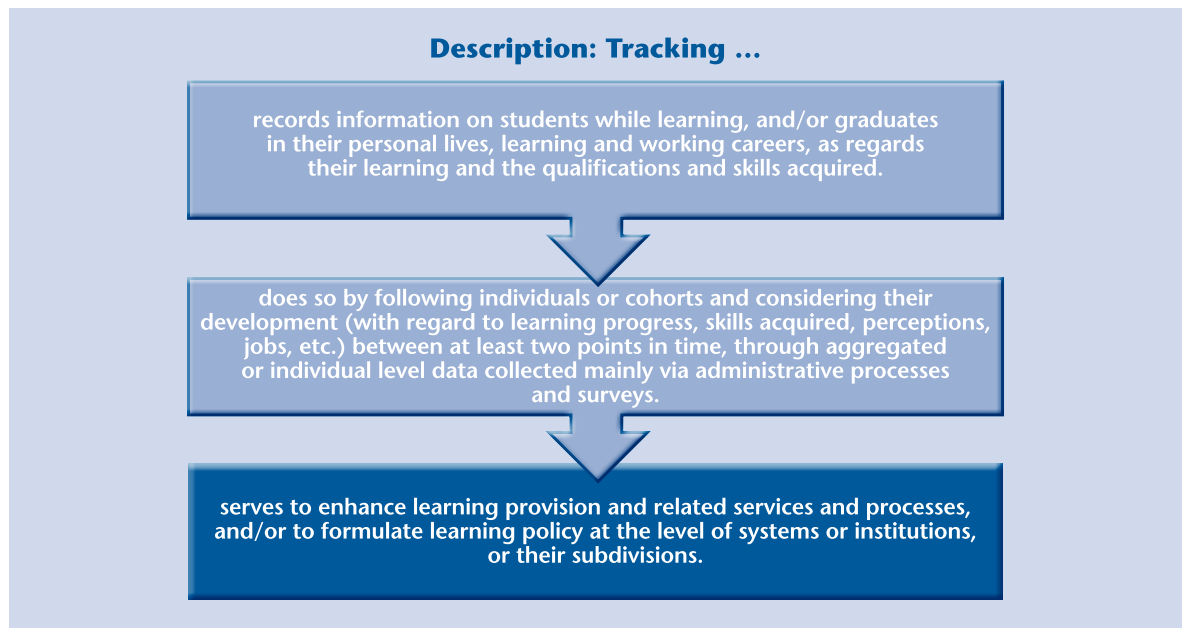 Description: Tracking ...
records information on students while learning, and/or graduates
in their personal lives, learning and working careers, as regards
their learning and the qualifications and skills acquired.
does so by following individuals or cohorts and considering their
development (with regard to learning progress, skills acquired, perceptions,
jobs, etc.) between at least two points in time, through aggregated
or individual level data collected mainly via administrative processes
and surveys.
serves to enhance learning provision and related services and processes,
and/or to formulate learning policy at the level of systems or institutions,
or their subdivisions.